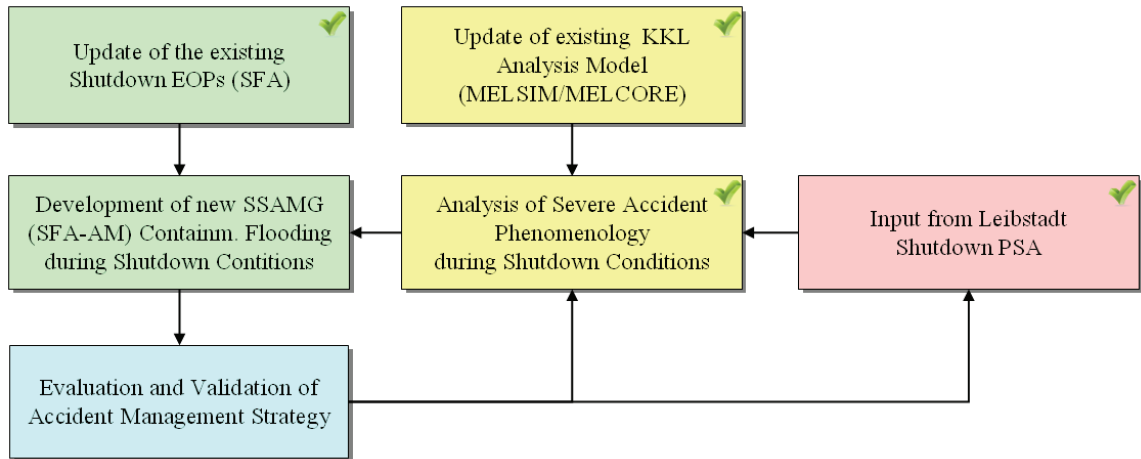 Update of the existing
Shutdown EOPs (SFA)
Update of existing KKL
Analysis Model
(MELSIM/MELCORE)
Development of new SSAMG
(SFA-AM) Containm. Flooding
during Shutdown Contitions
Analysis of Severe Accident
Phenomenology
during Shutdown Conditions
Input from Leibstadt
Shutdown PSA
Evaluation and Validation of
Accident Management Strategy